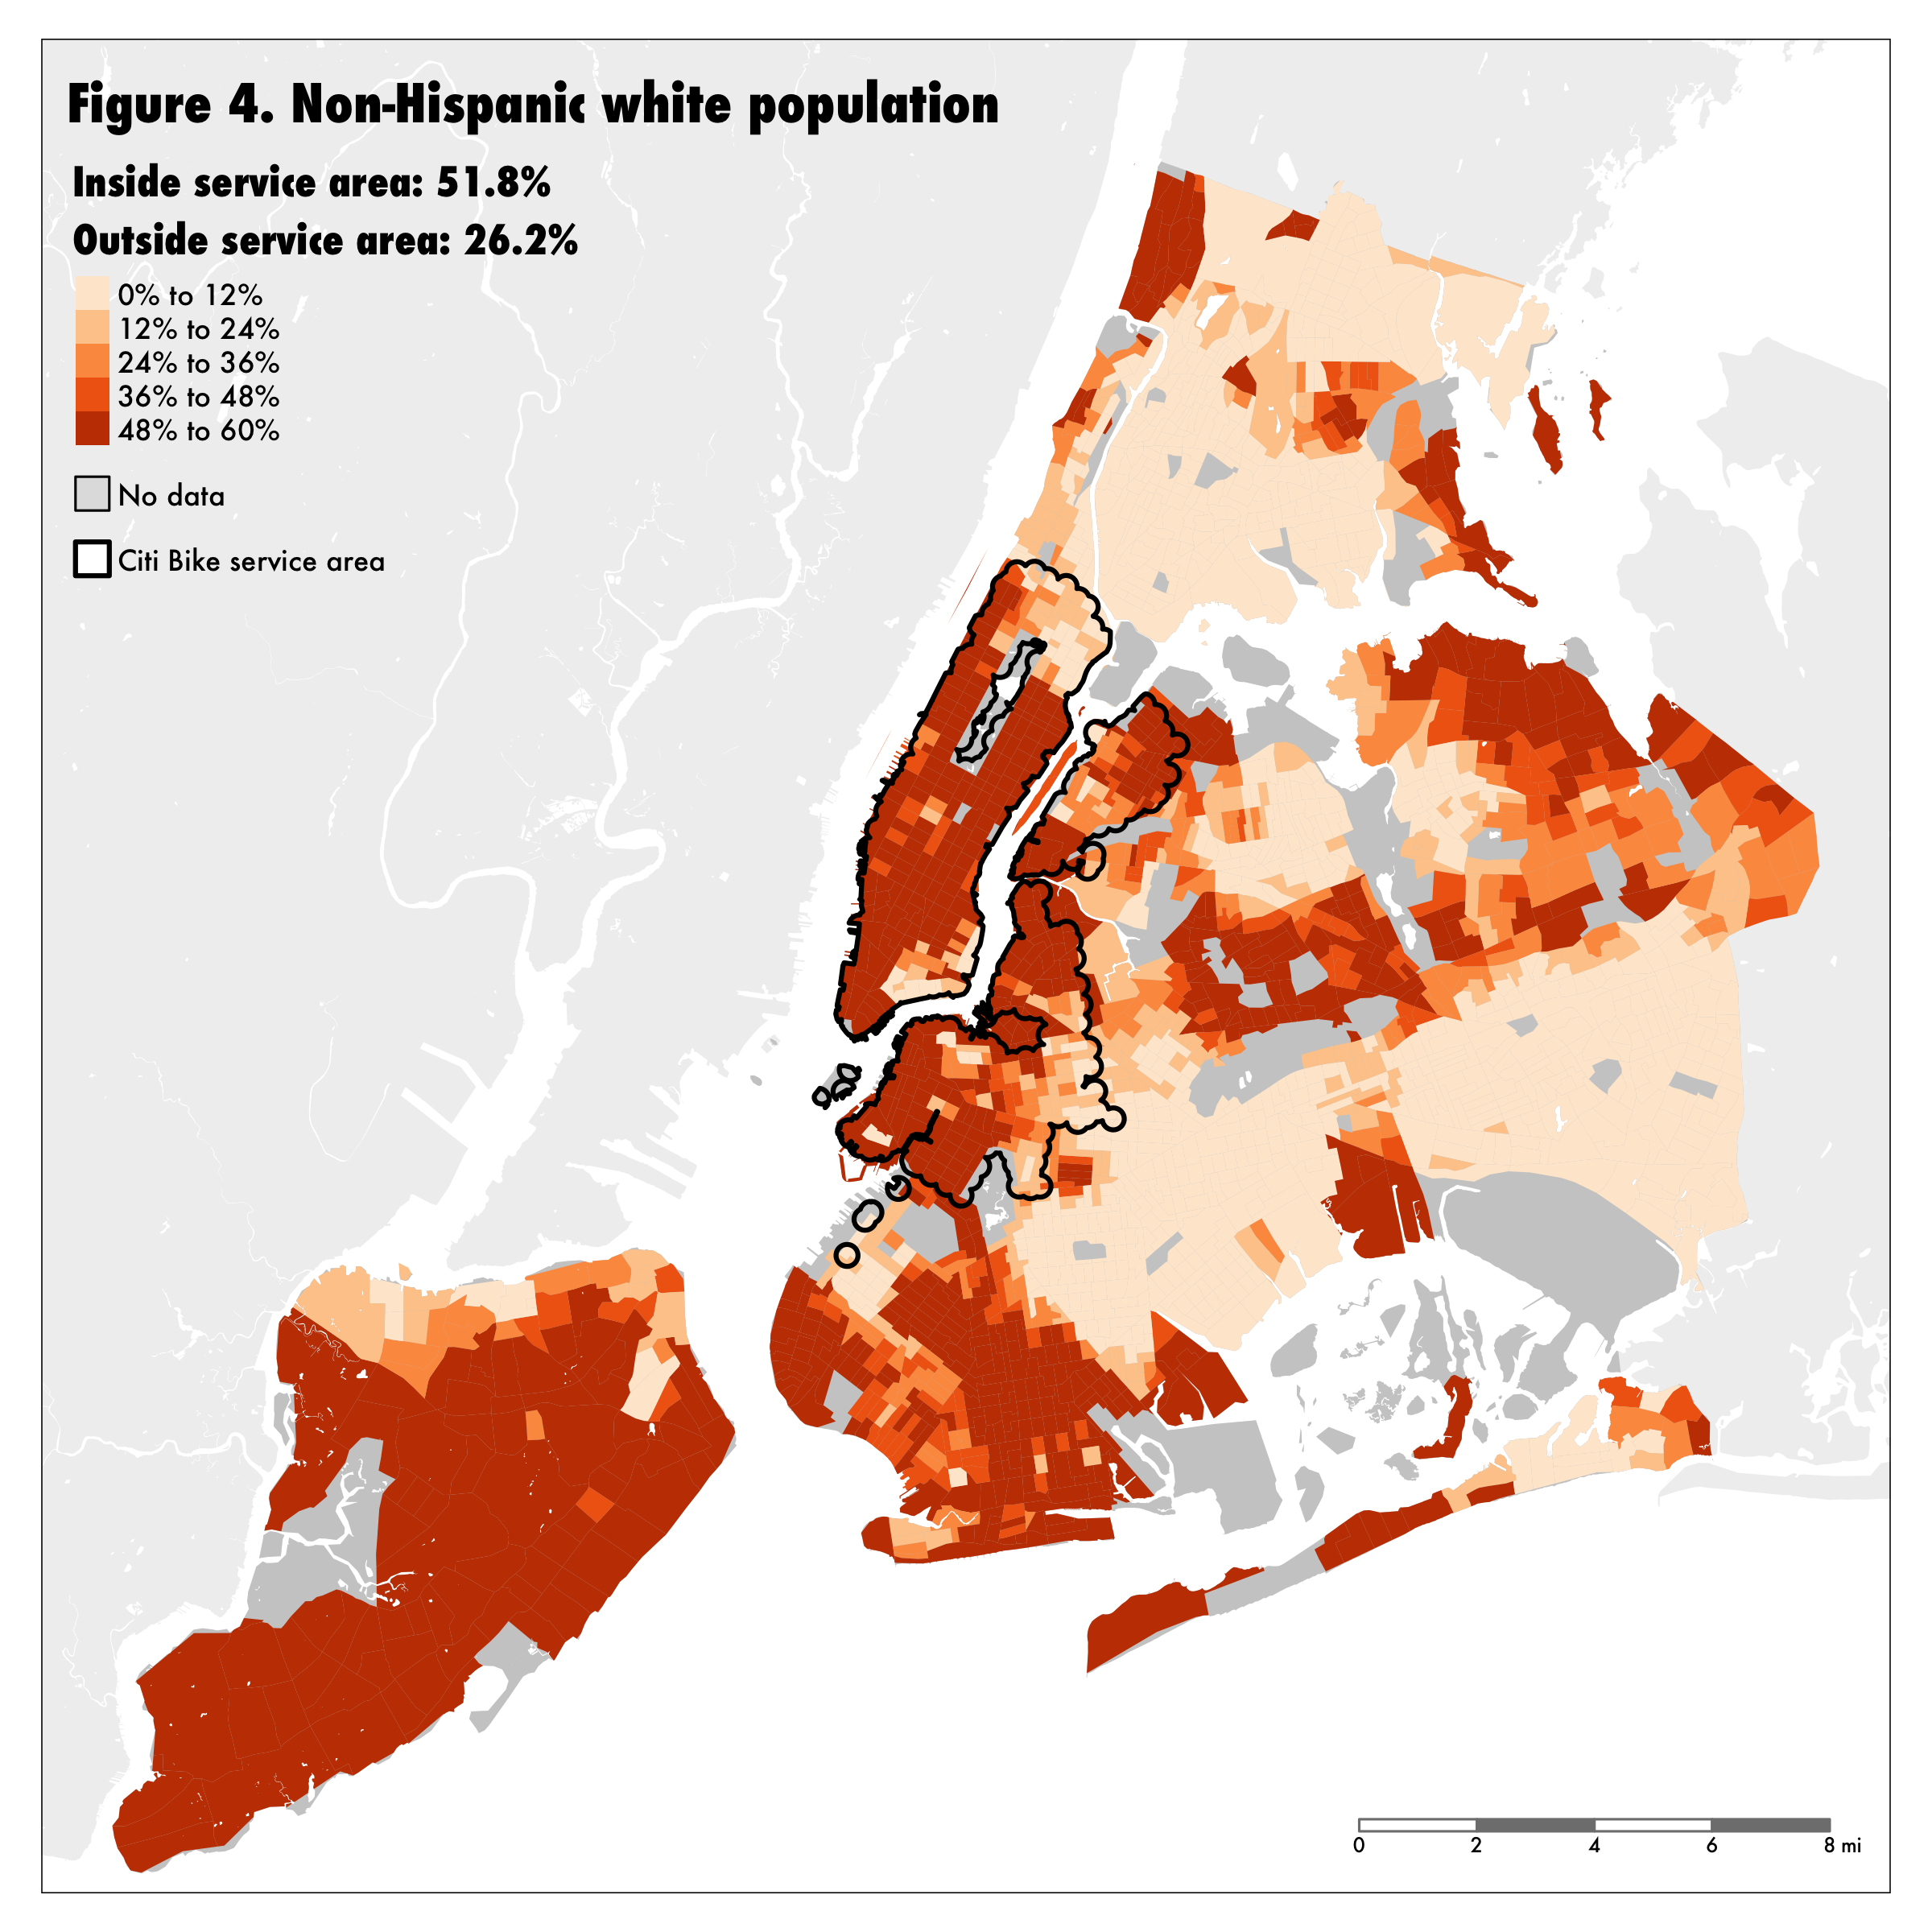 Figure 4. Non-Hispanic white population
Inside service area: 51.8%
Outside service area: 26.2%
0% to 12%
12% to 24%
24% to 36%
36% to 48%
48% to 60%
No data
Citi Bike service area
0 2 4 6 8 mi